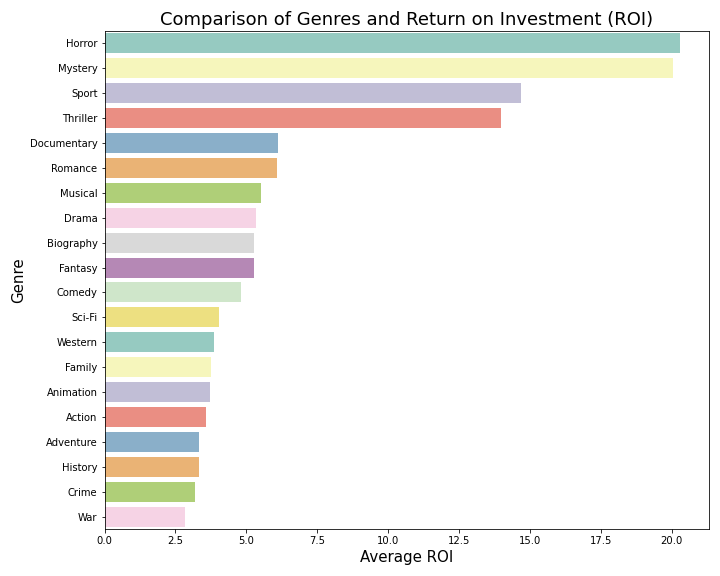 Comparison of Genres and Return on Investment (ROI)
Horror
Mystery
Sport
Thriller
Documentary
Romance
Musical
Drama
Biography
Fantasy
Comedy
Sci-Fi
Western
Family
Animation
Action
Adventure
History
Crime
War
Genre
0.0 2.5 5.0 7.5 10.0 12.5 15.0 17.5 20.0
Average ROI